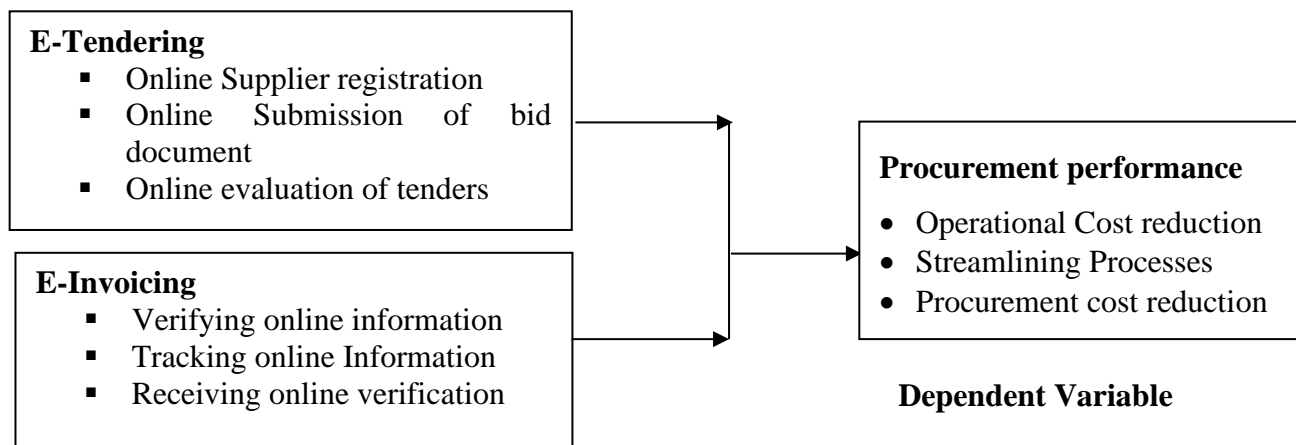 E-Tendering
▪ Online Supplier registration
▪ Online Submission of bid
document
▪ Online evaluation of tenders
E-Invoicing
▪ Verifying online information
▪ Tracking online Information
▪ Receiving online verification
Procurement performance
• Operational Cost reduction
• Streamlining Processes
• Procurement cost reduction
Dependent Variable